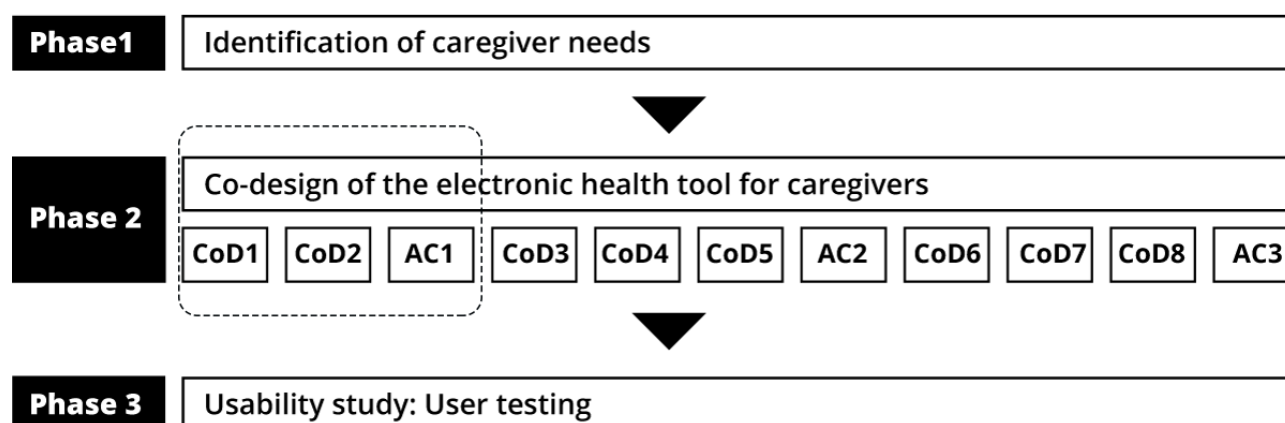 Phase1 Identification of caregiver needs
Phase 2 Co-design of the electronic health tool for caregivers
CoD1 CoD2 AC1 CoD3 CoD4 CoD5 AC2 CoD6 CoD7 CoD8 AC3
Phase 3 Usability study: User testing